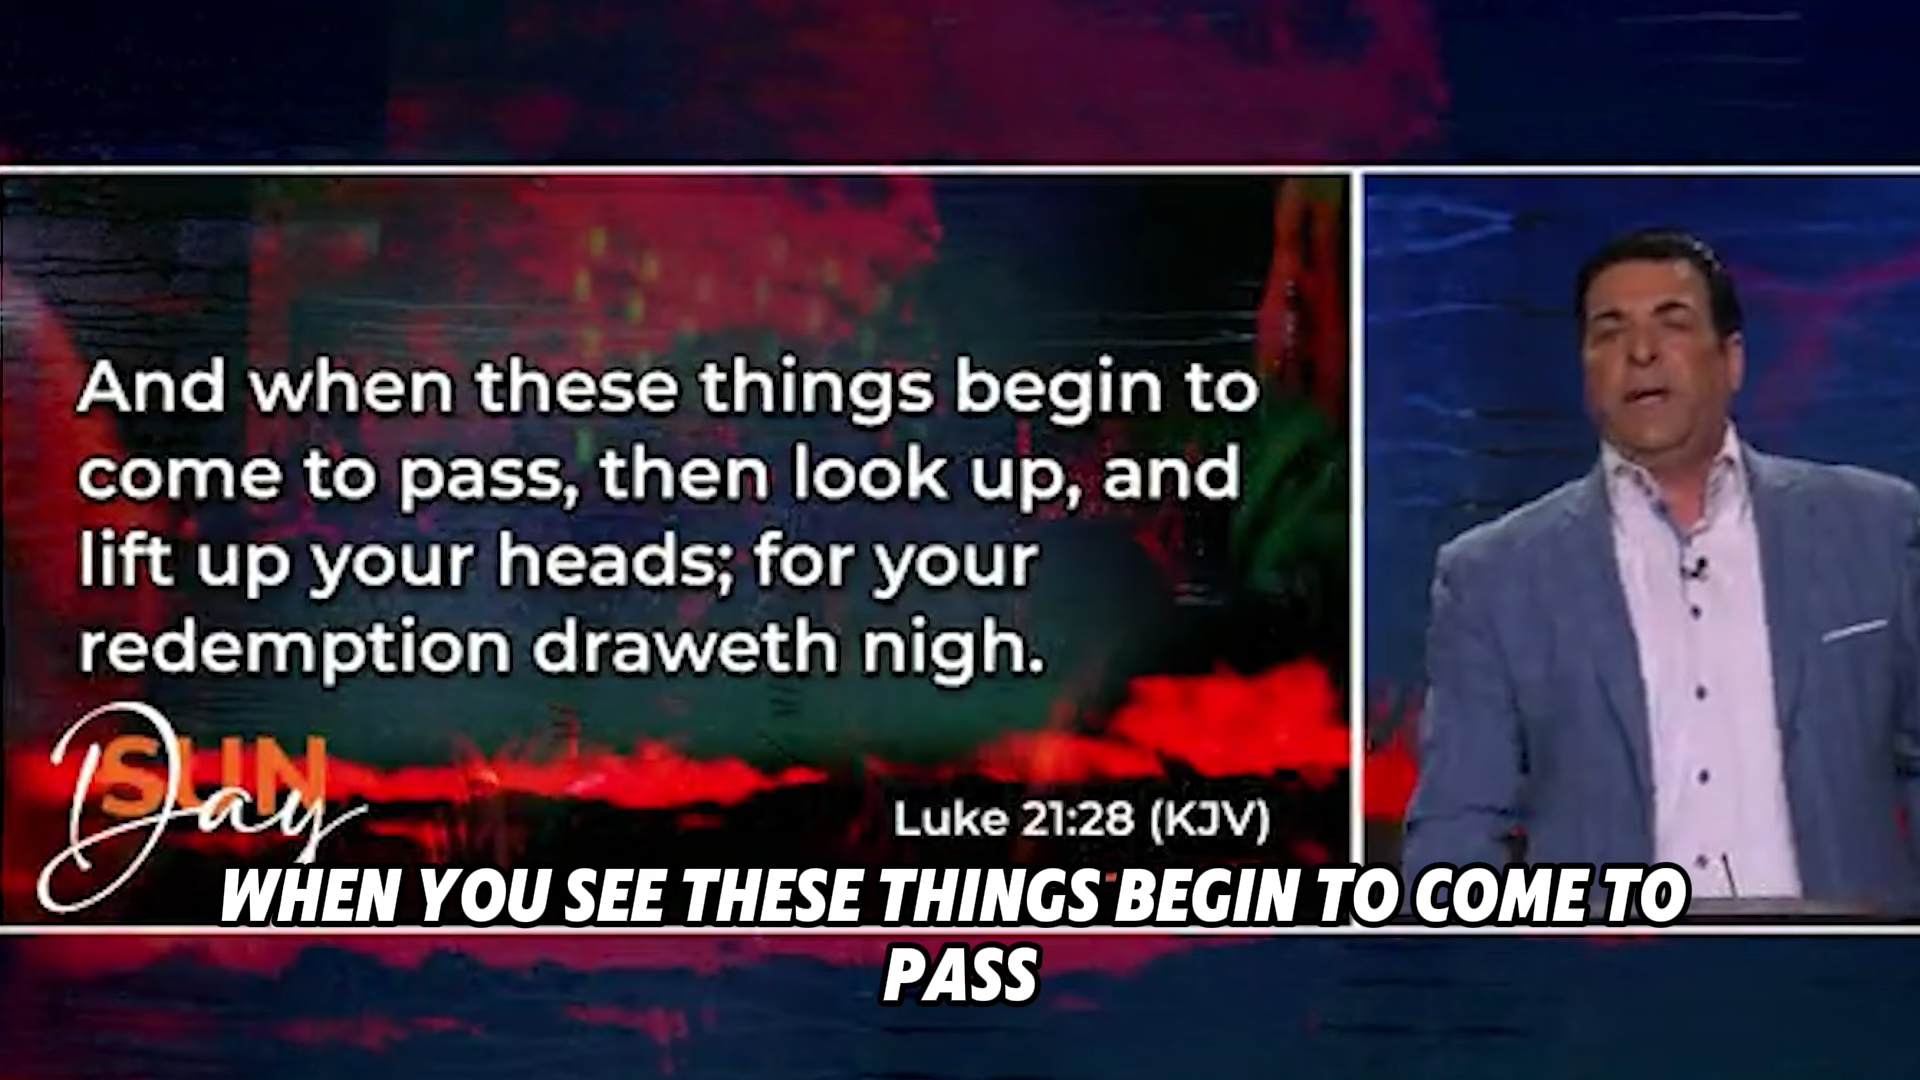 And when these things begin to
come to pass, then look up, and
lift up your heads; for your
redemption draweth nigh.
SUN
Day
Luke 21:28 (KJV)
WHEN YOU SEE THESE THINGS BEGIN TO COME TO
PASS